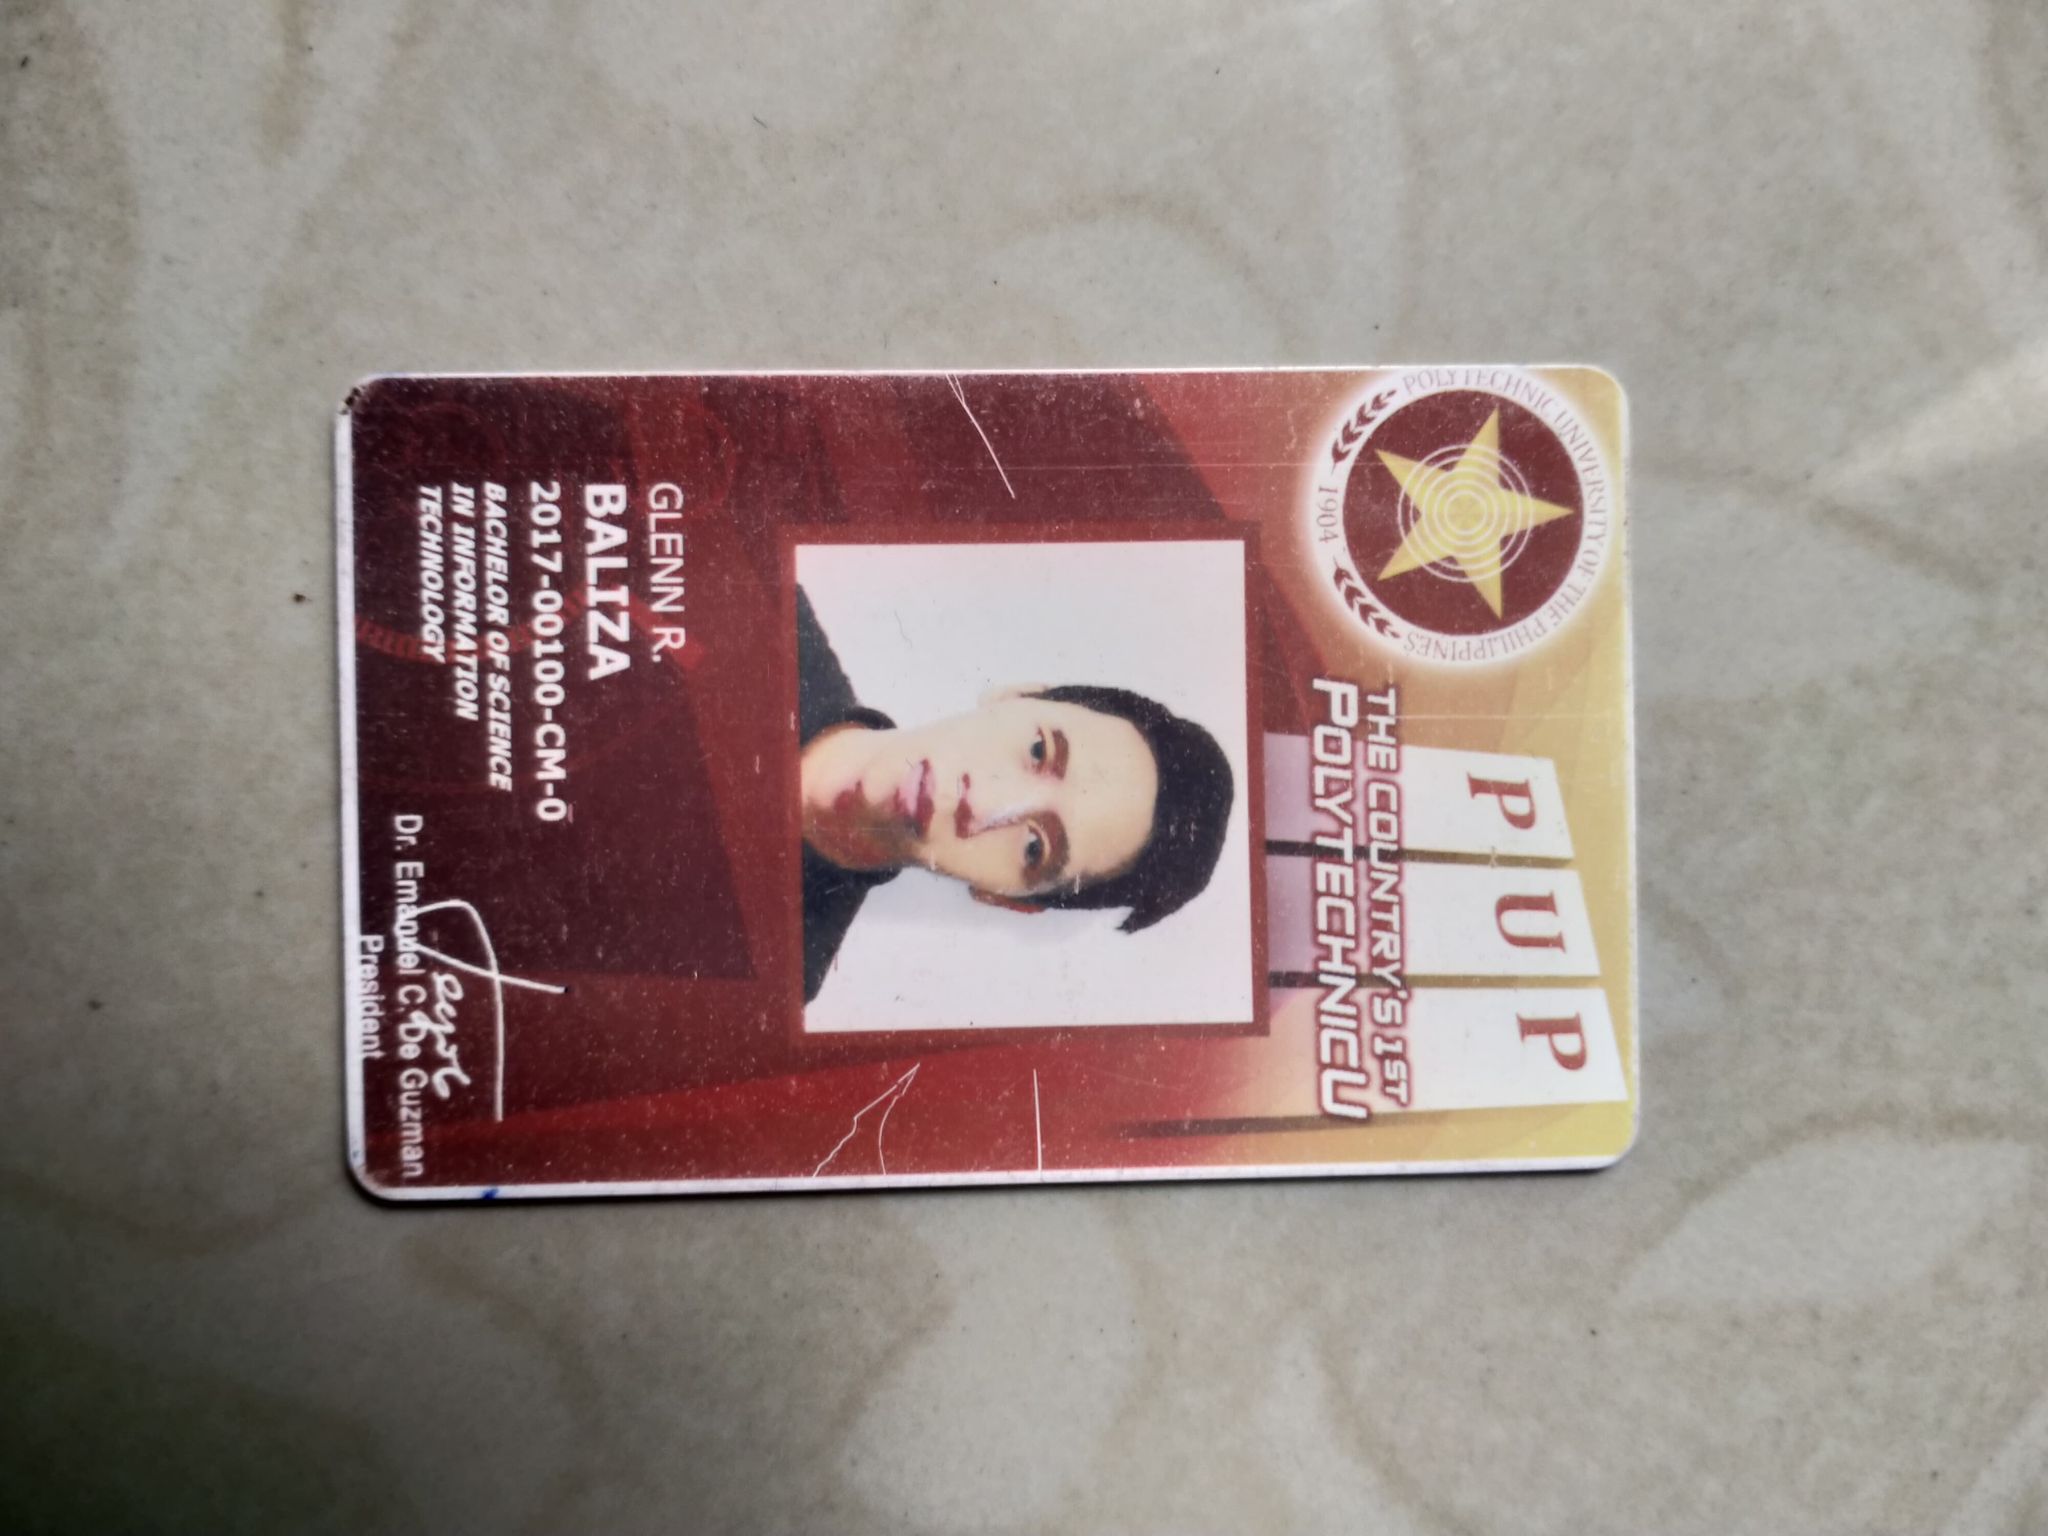 POLYTECHNIC UNIVERSITY OF THE PHILIPPINES
1904
P U P
THE COUNTRY'S 1ST
POLYTECHNICU
GLENN R.
BALIZA
2017-00100-CM-0
BACHELOR OF SCIENCE
IN INFORMATION
TECHNOLOGY
Dr. Emanuel C. De Guzman
President